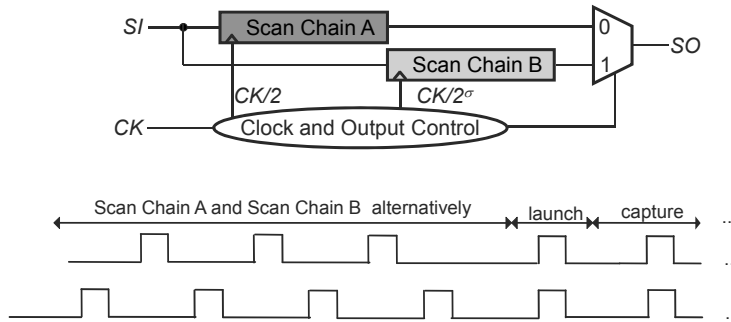 SI
Scan Chain A
0
SO
Scan Chain B
1
CK/2
CK/2σ
CK
Clock and Output Control
Scan Chain A and Scan Chain B alternatively
launch
capture
..
..
..